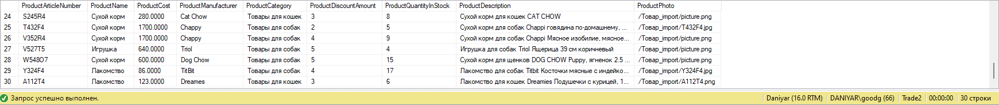 ProductArticleNumber ProductName ProductCost ProductManufacturer ProductCategory ProductDiscountAmount ProductQuantityInStock ProductDescription ProductPhoto
24 S245R4 Сухой корм 280.0000 Cat Chow Товары для кошек 3 8 Сухой корм для кошек CAT CHOW /Товар_import/picture.png
25 T432F4 Сухой корм 1700.0000 Chappy Товары для собак 2 5 Сухой корм для собак Chappi говядина по-домашнему, ... /Товар_import/T432F4.jpg
26 V352R4 Сухой корм 1700.0000 Chappy Товары для собак 4 9 Сухой корм для собак Chappi Мясное изобилие, мясное... /Товар_import/picture.png
27 V527T5 Игрушка 640.0000 Triol Товары для собак 5 4 Игрушка для собак Triol Ящерица 39 см коричневый /Товар_import/picture.png
28 W548O7 Сухой корм 600.0000 Dog Chow Товары для собак 5 15 Сухой корм для щенков DOG CHOW Puppy, ягненок 2.5 ... /Товар_import/picture.png
29 Y324F4 Лакомство 86.0000 TitBit Товары для собак 4 17 Лакомство для собак Titbit Косточки мясные с индейко... /Товар_import/Y324F4.jpg
30 A112T4 Лакомство 123.0000 Dreames Товары для кошек 3 6 Лакомство для кошек Dreamies Подушечки с курицей, 1... /Товар_import/A112T4.png
Запрос успешно выполнен. Daniyar (16.0 RTM) DANIYAR\goodg (66) Trade2 00:00:00 30 строки